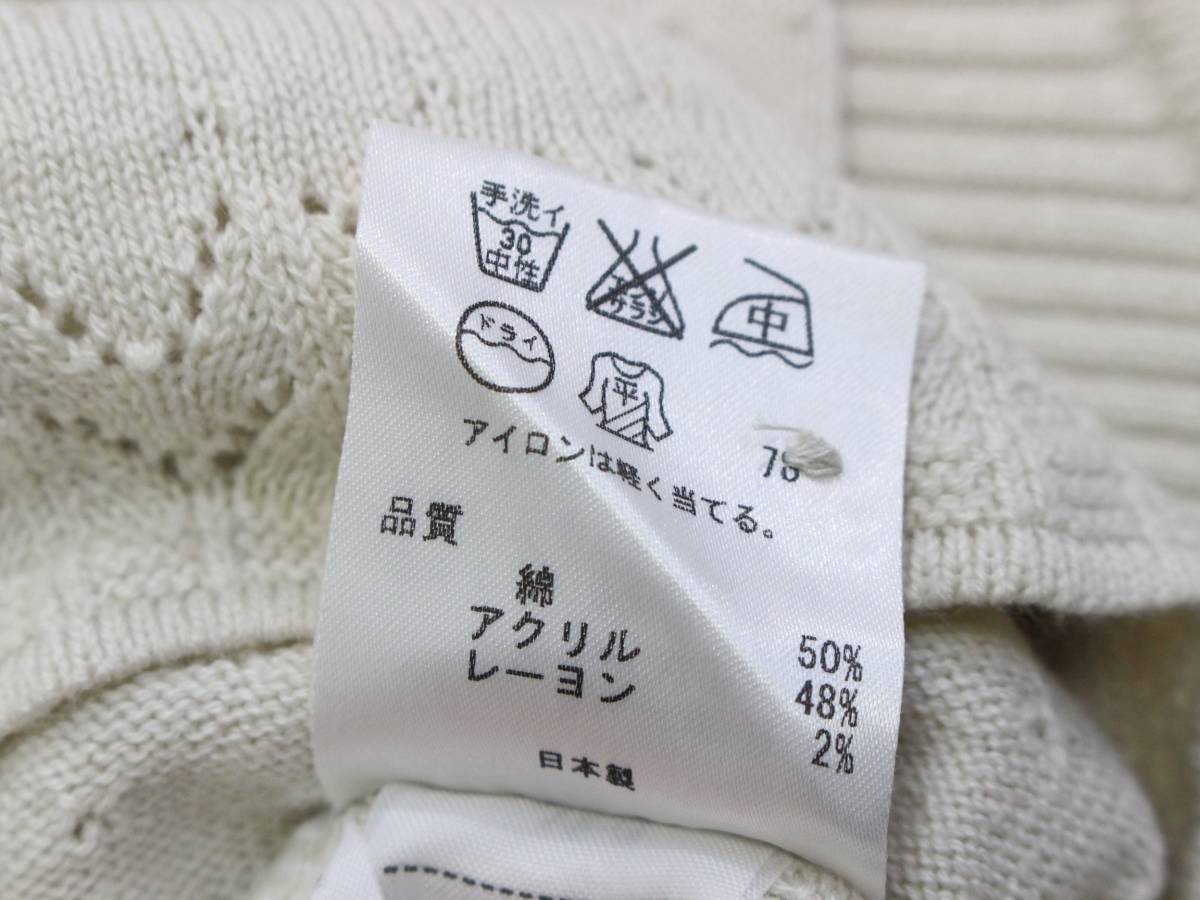 手洗イ
30
中性
エンソ
サラシ
中
ドライ
平
アイロンは軽く当てる。
品質
綿 50%
アクリル 48%
レーヨン 2%
日本製